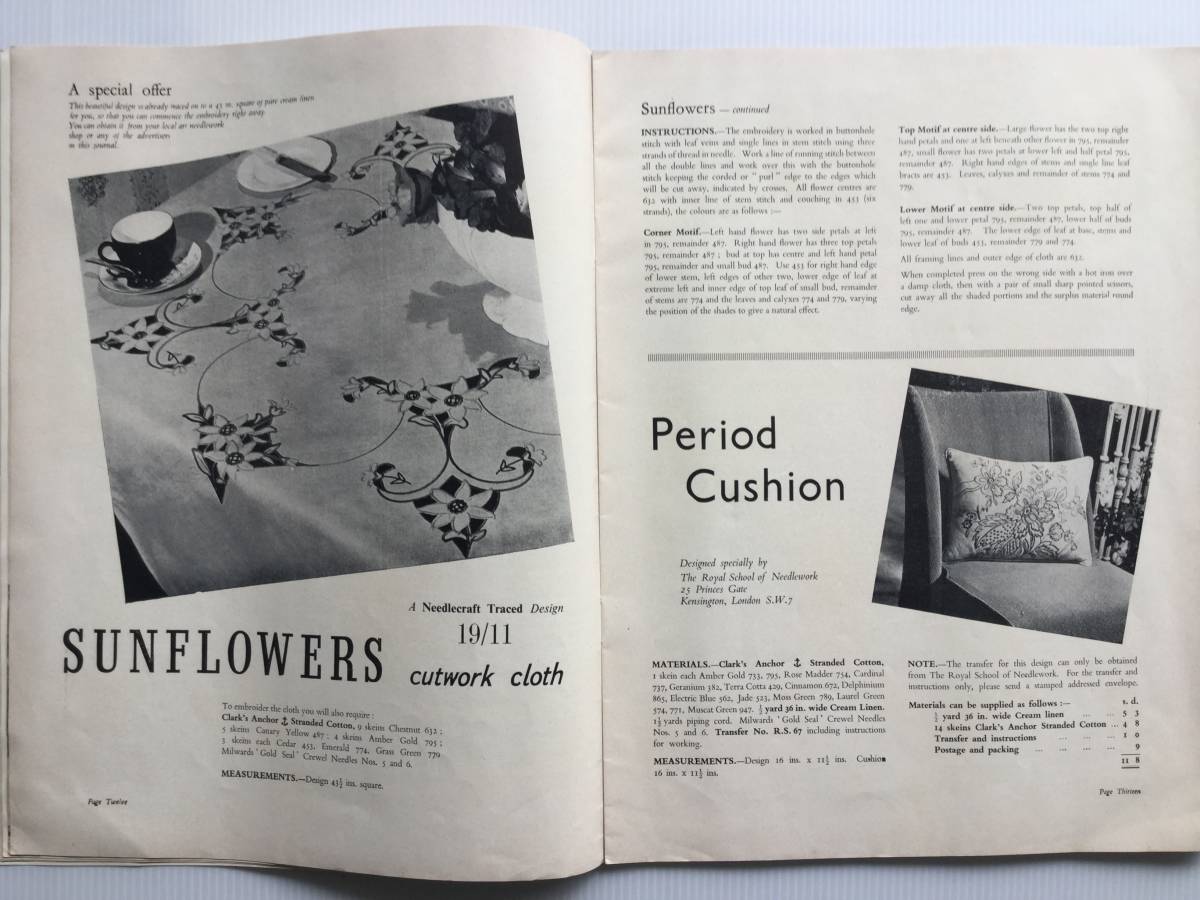 A special offer
This beautiful design is already traced on to a 45 in. square of pure cream linen
for you, so that you can commence the embroidery right away.
You can obtain it from your local art needlework
shop or any of the advertisers
in this journal.
A Needlecraft Traced Design
19/11
SUNFLOWERS
cutwork cloth
To embroider the cloth you will also require :
Clark's Anchor ⚓ Stranded Cotton, 9 skeins Chestnut 632 ;
5 skeins Canary Yellow 487 ; 4 skeins Amber Gold 795 ;
3 skeins each Cedar 453, Emerald 774, Grass Green 779
Milwards ' Gold Seal ' Crewel Needles Nos. 5 and 6.
MEASUREMENTS.—Design 43½ ins. square.
Page Twelve
Sunflowers — continued
INSTRUCTIONS.—The embroidery is worked in buttonhole
stitch with leaf veins and single lines in stem stitch using three
strands of thread in needle. Work a line of running stitch between
all the double lines and work over this with the buttonhole
stitch keeping the corded or " purl " edge to the edges which
will be cut away, indicated by crosses. All flower centres are
632 with inner line of stem stitch and couching in 453 (six
strands), the colours are as follows :—
Corner Motif.—Left hand flower has two side petals at left
in 795, remainder 487. Right hand flower has three top petals
795, remainder 487 ; bud at top has centre and left hand petal
795, remainder and small bud 487. Use 453 for right hand edge
of lower stem, left edges of other two, lower edge of leaf at
extreme left and inner edge of top leaf of small bud, remainder
of stems are 774 and the leaves and calyxes 774 and 779, varying
the position of the shades to give a natural effect.
Top Motif at centre side.—Large flower has the two top right
hand petals and one at left beneath other flower in 795, remainder
487, small flower has two petals at lower left and half petal 795,
remainder 487. Right hand edges of stems and single line leaf
bracts are 453. Leaves, calyxes and remainder of stems 774 and
779.
Lower Motif at centre side.—Two top petals, top half of
left one and lower petal 795, remainder 487, lower half of buds
795, remainder 487. The lower edge of leaf at base, stems and
lower leaf of buds 453, remainder 779 and 774.
All framing lines and outer edge of cloth are 632.
When completed press on the wrong side with a hot iron over
a damp cloth, then with a pair of small sharp pointed scissors,
cut away all the shaded portions and the surplus material round
edge.
Period
Cushion
Designed specially by
The Royal School of Needlework
25 Princes Gate
Kensington, London S.W.7
MATERIALS.—Clark's Anchor ⚓ Stranded Cotton,
1 skein each Amber Gold 733, 795, Rose Madder 754, Cardinal
737, Geranium 382, Terra Cotta 429, Cinnamon 672, Delphinium
865, Electric Blue 562, Jade 523, Moss Green 789, Laurel Green
574, 771, Muscat Green 947. ½ yard 36 in. wide Cream Linen.
1½ yards piping cord. Milwards ' Gold Seal ' Crewel Needles
Nos. 5 and 6. Transfer No. R.S. 67 including instructions
for working.
MEASUREMENTS.—Design 16 ins. x 11½ ins. Cushion
16 ins. x 11½ ins.
NOTE.—The transfer for this design can only be obtained
from The Royal School of Needlework. For the transfer and
instructions only, please send a stamped addressed envelope.
Materials can be supplied as follows :— s. d.
½ yard 36 in. wide Cream linen ... ... 5 3
14 skeins Clark's Anchor Stranded Cotton ... 4 8
Transfer and instructions ... ... ... 1 0
Postage and packing ... ... ... ... 9
11 8
Page Thirteen